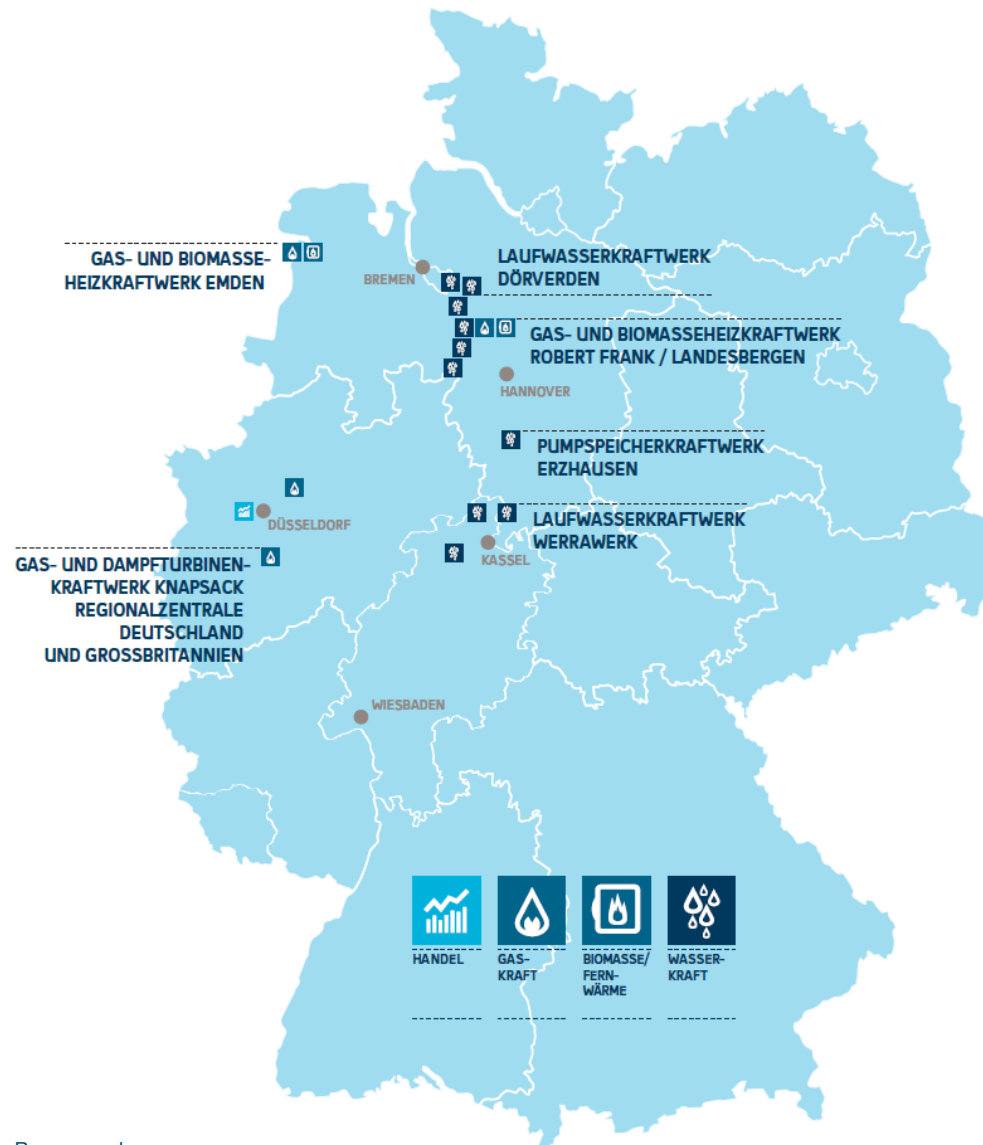 GAS- UND BIOMASSE-
HEIZKRAFTWERK EMDEN
BREMEN
LAUFWASSERKRAFTWERK
DÖRVERDEN
GAS- UND BIOMASSEHEIZKRAFTWERK
ROBERT FRANK / LANDESBERGEN
HANNOVER
PUMPSPEICHERKRAFTWERK
ERZHAUSEN
DÜSSELDORF
LAUFWASSERKRAFTWERK
WERRAWERK
KASSEL
GAS- UND DAMPFTURBINEN-
KRAFTWERK KNAPSACK
REGIONALZENTRALE
DEUTSCHLAND
UND GROSSBRITANNIEN
WIESBADEN
HANDEL
GAS-
KRAFT
BIOMASSE/
FERN-
WÄRME
WASSER-
KRAFT